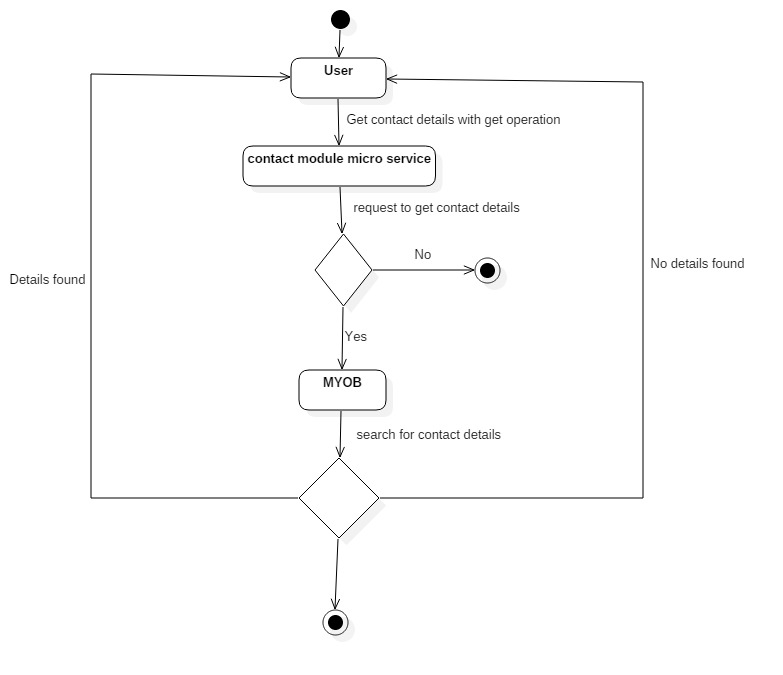 User
Get contact details with get operation
contact module micro service
request to get contact details
No
Details found
No details found
Yes
MYOB
search for contact details